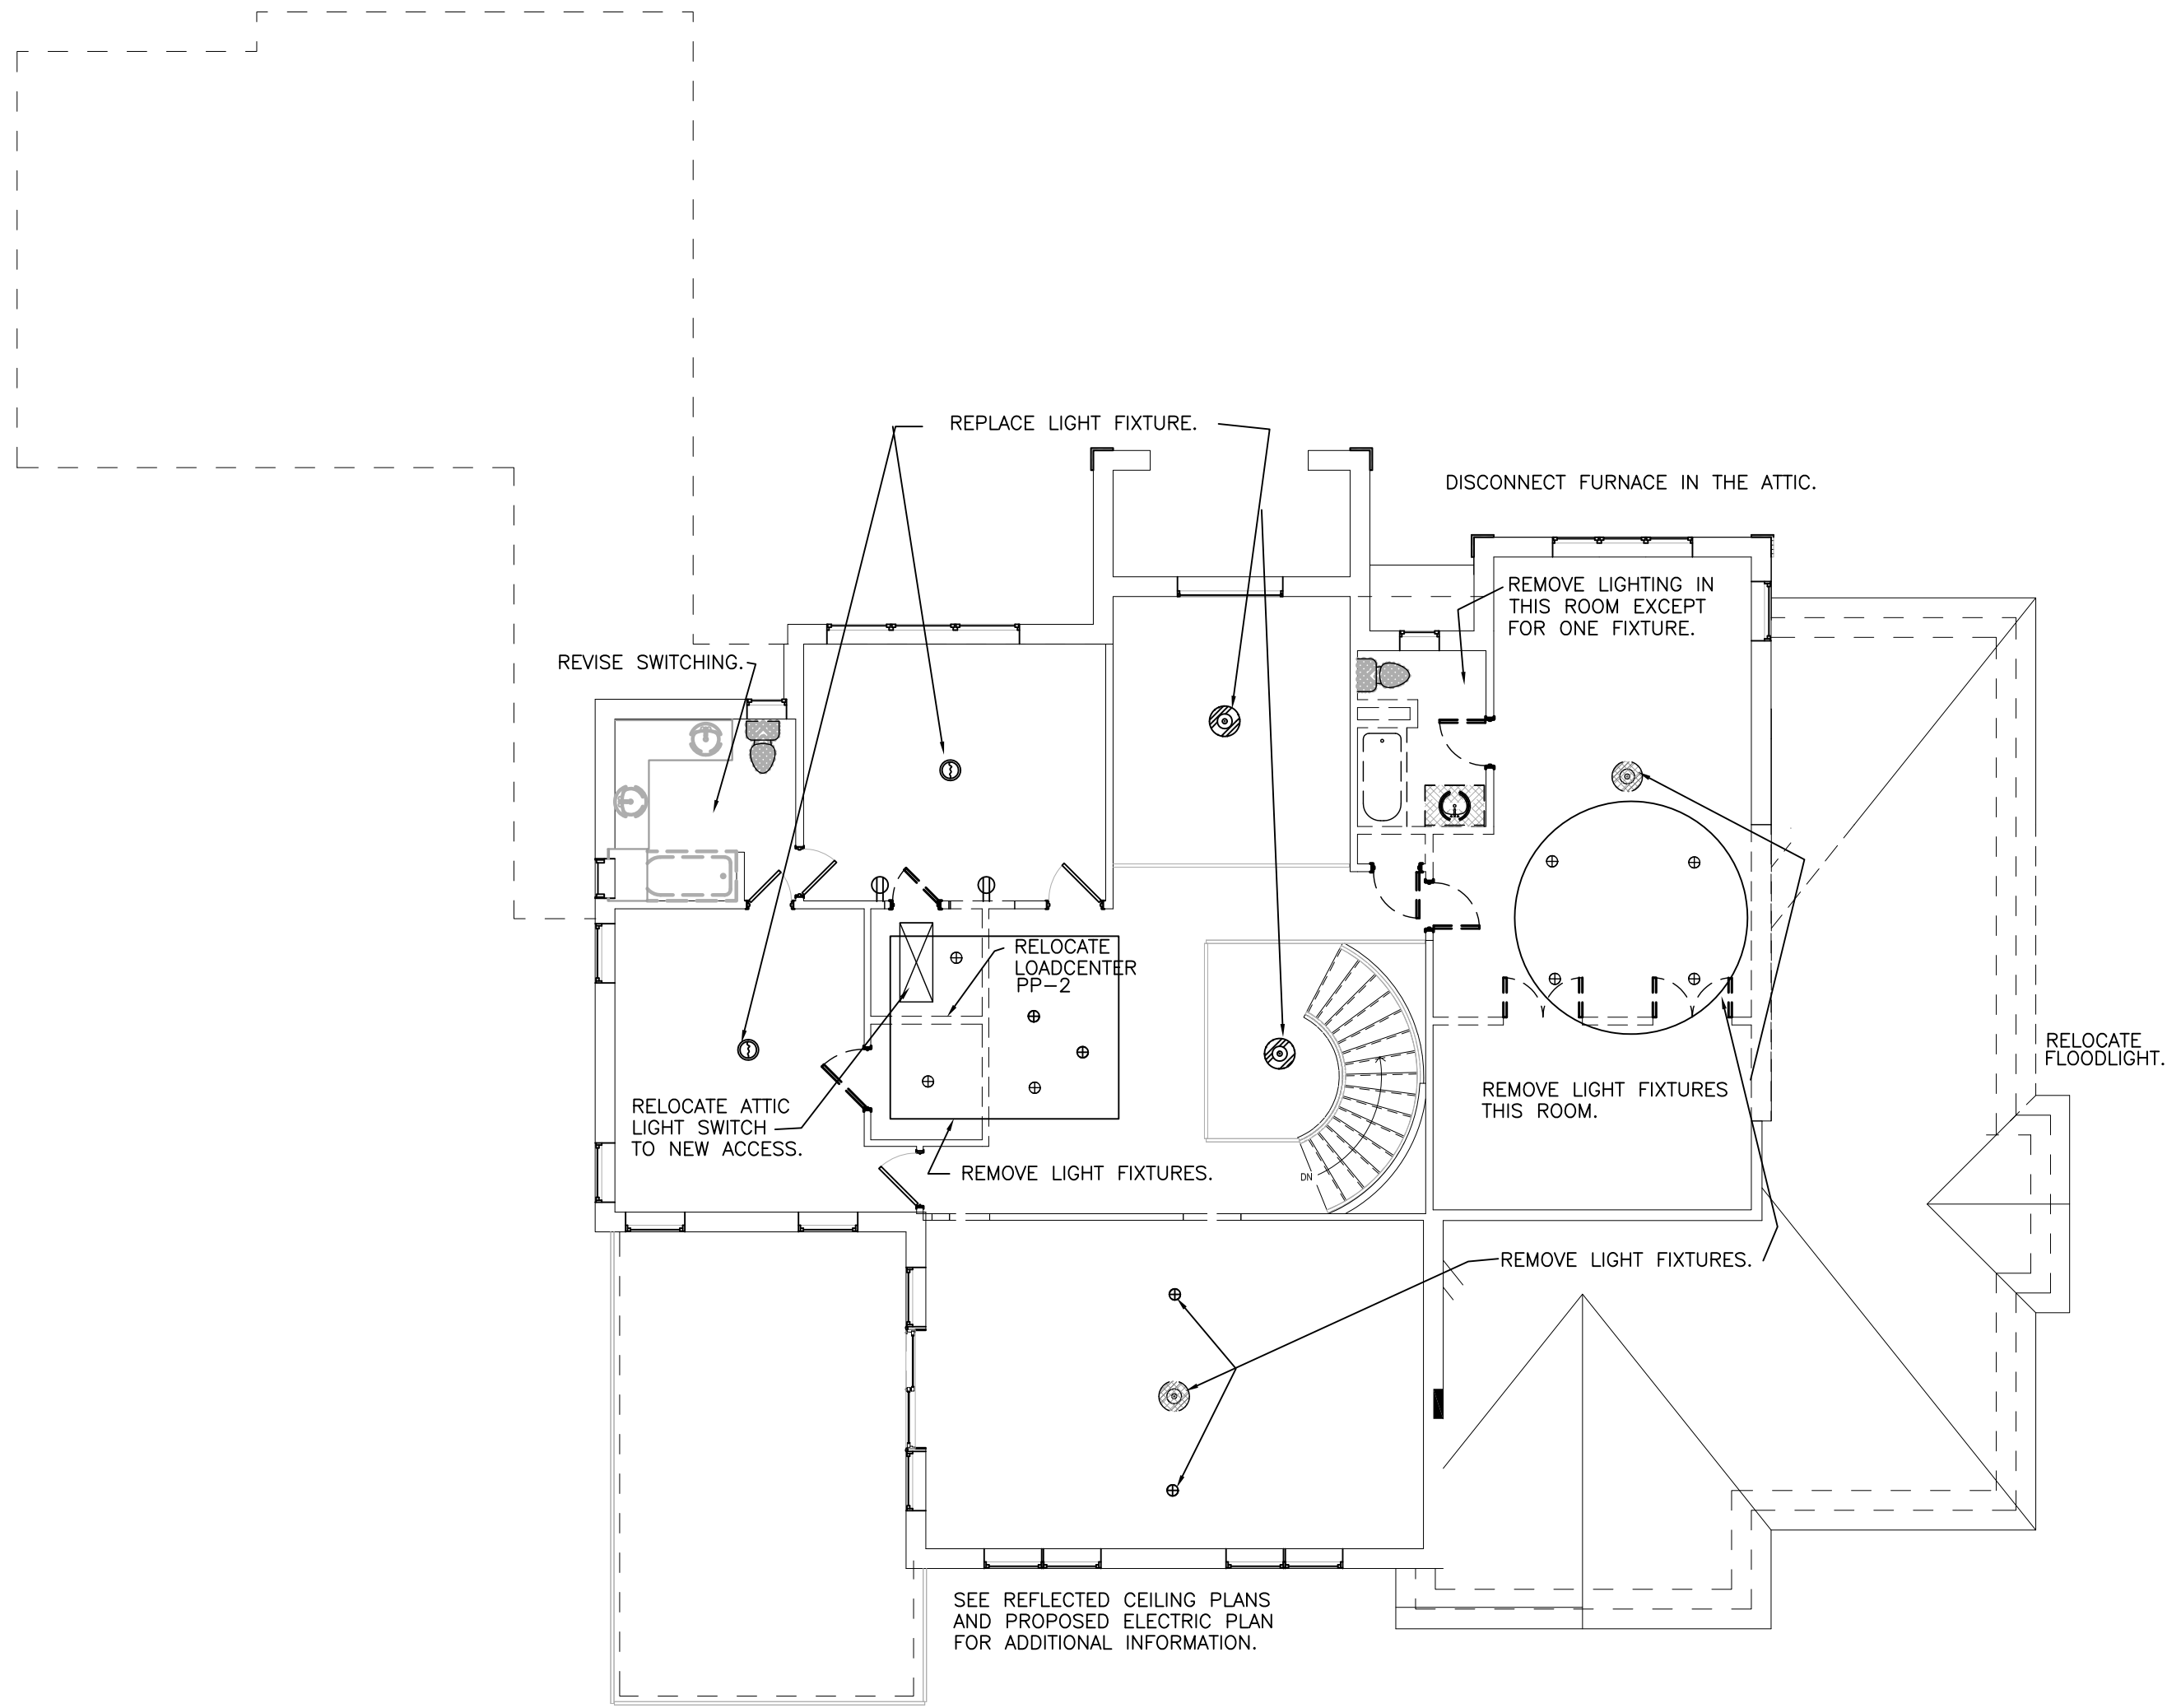 REPLACE LIGHT FIXTURE.
DISCONNECT FURNACE IN THE ATTIC.
REMOVE LIGHTING IN
THIS ROOM EXCEPT
FOR ONE FIXTURE.
REVISE SWITCHING.
RELOCATE
LOADCENTER
PP-2
RELOCATE
FLOODLIGHT.
REMOVE LIGHT FIXTURES
THIS ROOM.
RELOCATE ATTIC
LIGHT SWITCH
TO NEW ACCESS.
REMOVE LIGHT FIXTURES.
DN
REMOVE LIGHT FIXTURES.
SEE REFLECTED CEILING PLANS
AND PROPOSED ELECTRIC PLAN
FOR ADDITIONAL INFORMATION.